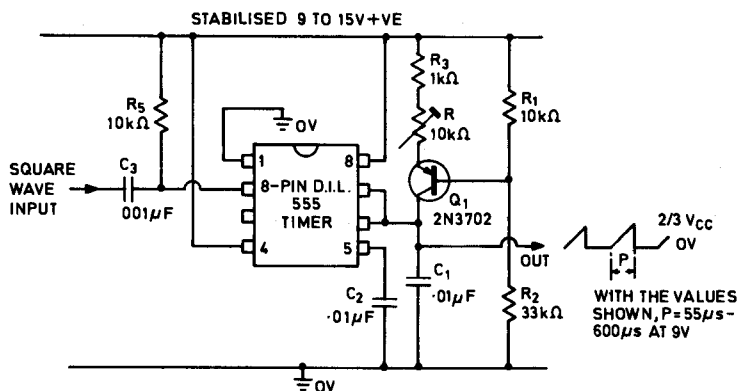 STABILISED 9 TO 15V+VE
R5
10kΩ
R3
1kΩ
R
10kΩ
R1
10kΩ
0V
1
8
SQUARE
WAVE
INPUT
C3
001μF
8-PIN D.I.L.
555
TIMER
4
5
Q1
2N3702
OUT
2/3 VCC
0V
P
C2
·01μF
C1
·01μF
R2
33kΩ
WITH THE VALUES
SHOWN, P=55μs-
600μs AT 9V
0V